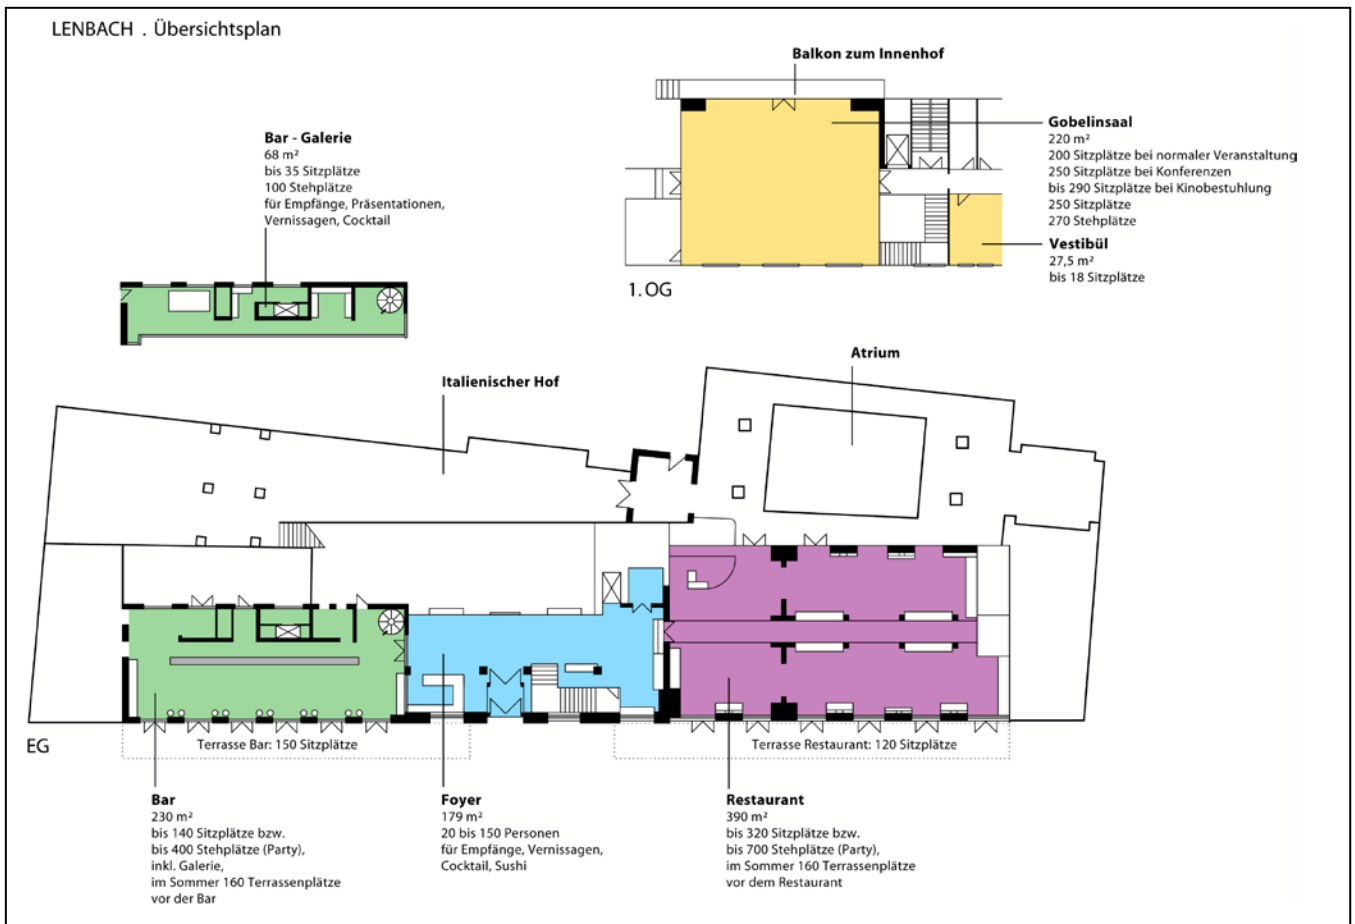 LENBACH . Übersichtsplan
Balkon zum Innenhof
Bar - Galerie
68 m²
bis 35 Sitzplätze
100 Stehplätze
für Empfänge, Präsentationen,
Vernissagen, Cocktail
Gobelinsaal
220 m²
200 Sitzplätze bei normaler Veranstaltung
250 Sitzplätze bei Konferenzen
bis 290 Sitzplätze bei Kinobestuhlung
250 Sitzplätze
270 Stehplätze
Vestibül
27,5 m²
bis 18 Sitzplätze
1. OG
Italienischer Hof
Atrium
EG
Terrasse Bar: 150 Sitzplätze
Terrasse Restaurant: 120 Sitzplätze
Bar
230 m²
bis 140 Sitzplätze bzw.
bis 400 Stehplätze (Party),
inkl. Galerie,
im Sommer 160 Terrassenplätze
vor der Bar
Foyer
179 m²
20 bis 150 Personen
für Empfänge, Vernissagen,
Cocktail, Sushi
Restaurant
390 m²
bis 320 Sitzplätze bzw.
bis 700 Stehplätze (Party),
im Sommer 160 Terrassenplätze
vor dem Restaurant